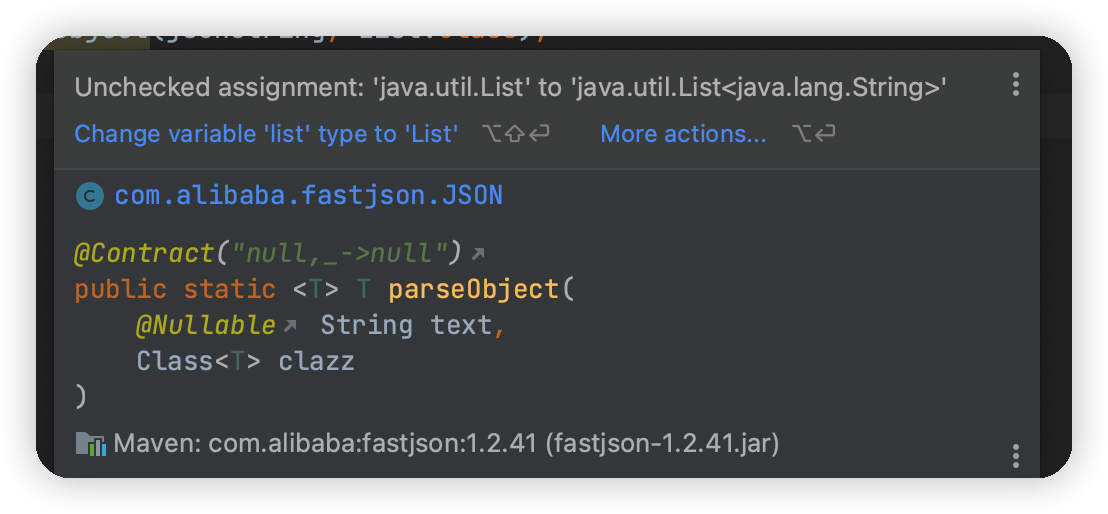 Unchecked assignment: 'java.util.List' to 'java.util.List<java.lang.String>'
Change variable 'list' type to 'List' ⌥⇧⏎ More actions... ⌥⏎
C com.alibaba.fastjson.JSON
@Contract("null,_->null")↗
public static <T> T parseObject(
@Nullable↗ String text,
Class<T> clazz
)
Maven: com.alibaba:fastjson:1.2.41 (fastjson-1.2.41.jar)